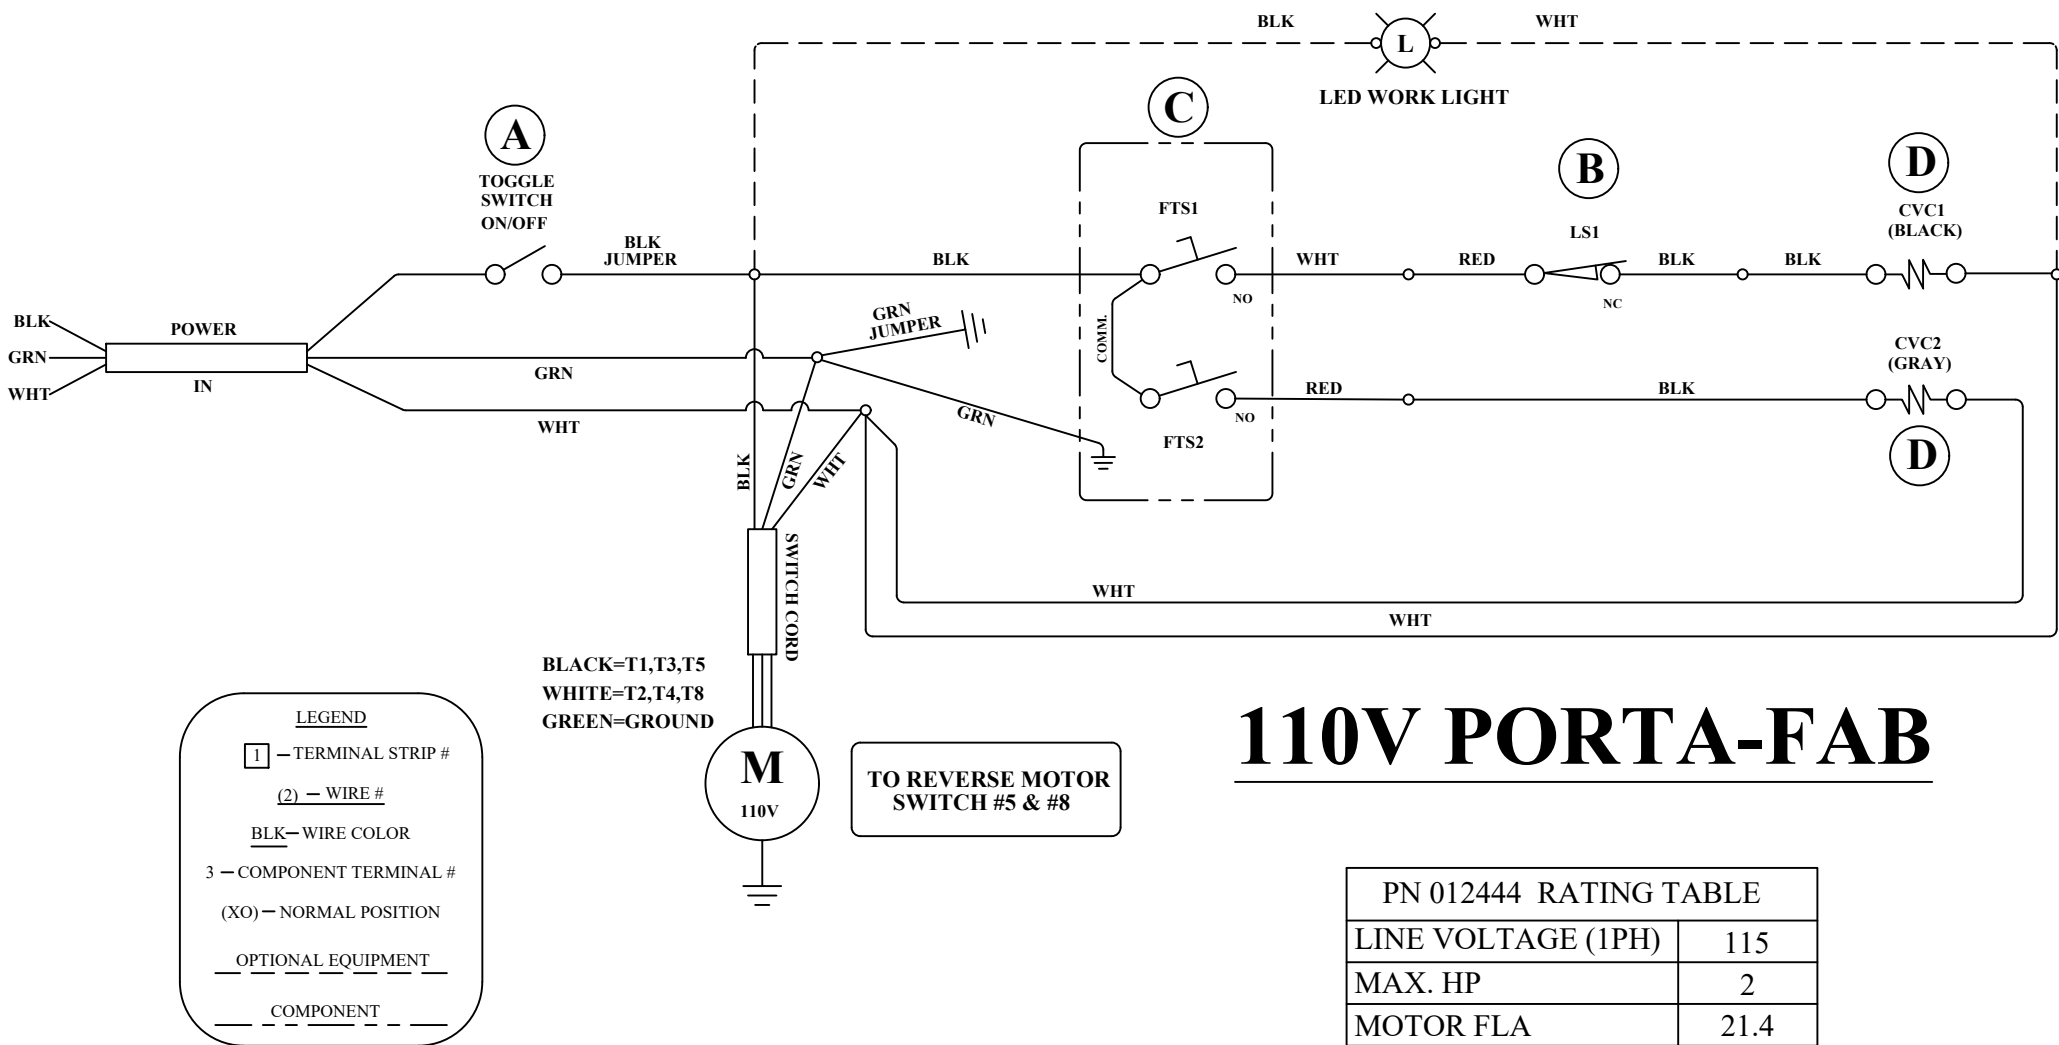 BLK
WHT
L
LED WORK LIGHT
A
TOGGLE
SWITCH
ON/OFF
C
B
D
CVC1
(BLACK)
FTS1
LS1
BLK
JUMPER
BLK
WHT
RED
BLK
BLK
NO
NC
BLK
GRN
WHT
POWER
IN
GRN
JUMPER
COMM.
CVC2
(GRAY)
GRN
WHT
GRN
RED
BLK
NO
FTS2
D
BLK
GRN
WHT
SWITCH CORD
WHT
WHT
BLACK=T1,T3,T5
WHITE=T2,T4,T8
GREEN=GROUND
M
110V
TO REVERSE MOTOR
SWITCH #5 & #8
110V PORTA-FAB
LEGEND
1 – TERMINAL STRIP #
(2) – WIRE #
BLK– WIRE COLOR
3 – COMPONENT TERMINAL #
(XO) – NORMAL POSITION
OPTIONAL EQUIPMENT
COMPONENT
PN 012444 RATING TABLE
LINE VOLTAGE (1PH) 115
MAX. HP 2
MOTOR FLA 21.4